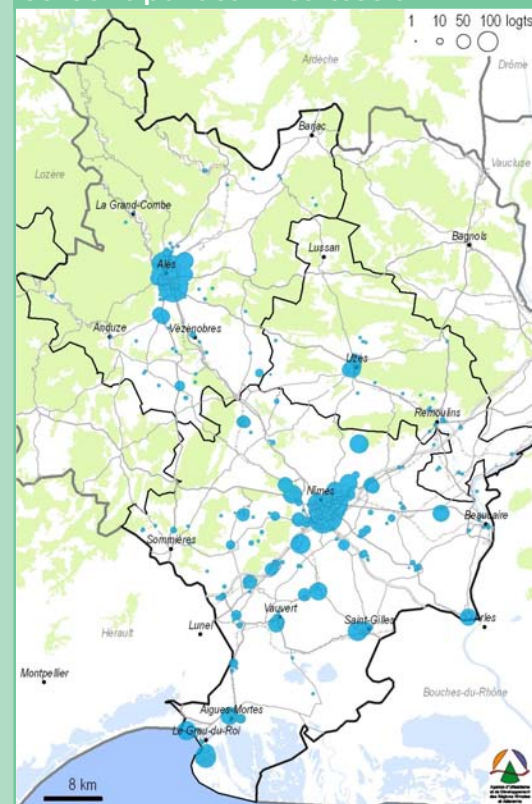 1 10 50 100 logts
Ardèche
Drôme
Barjac
Vaucluse
Lozère
La Grand-Combe
Lussan
Bagnols
Alès
Anduze
Vézénobres
Uzès
Remoulins
Nîmes
Beaucaire
Sommières
Vauvert
Saint-Gilles
Arles
Lunel
Hérault
Montpellier
Bouches-du-Rhône
Aigues-Mortes
Le Grau-du-Roi
8 km